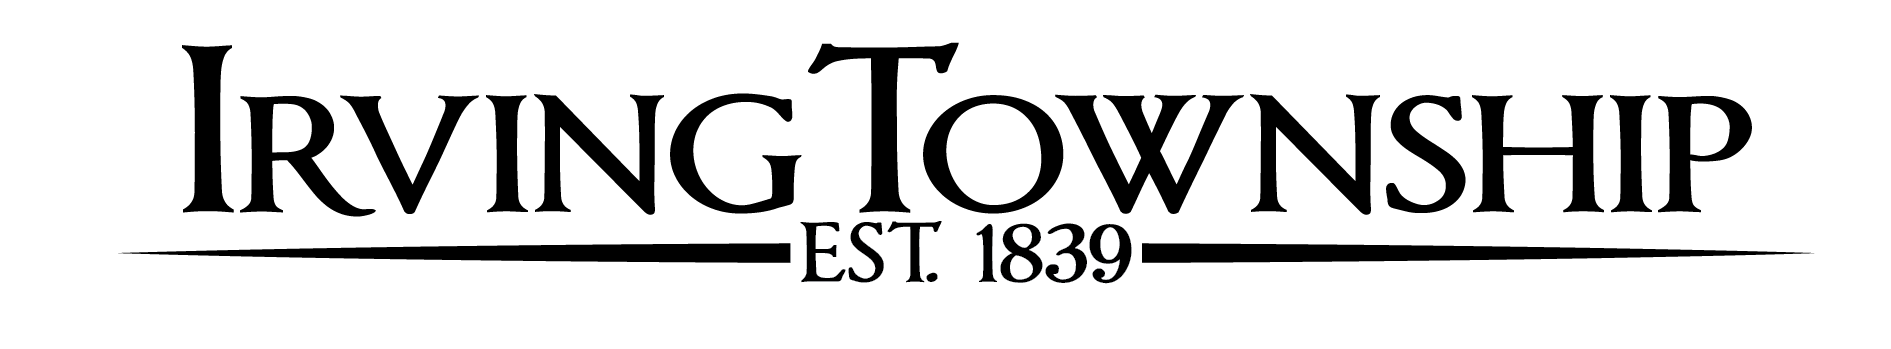 IRVING TOWNSHIP
EST. 1839